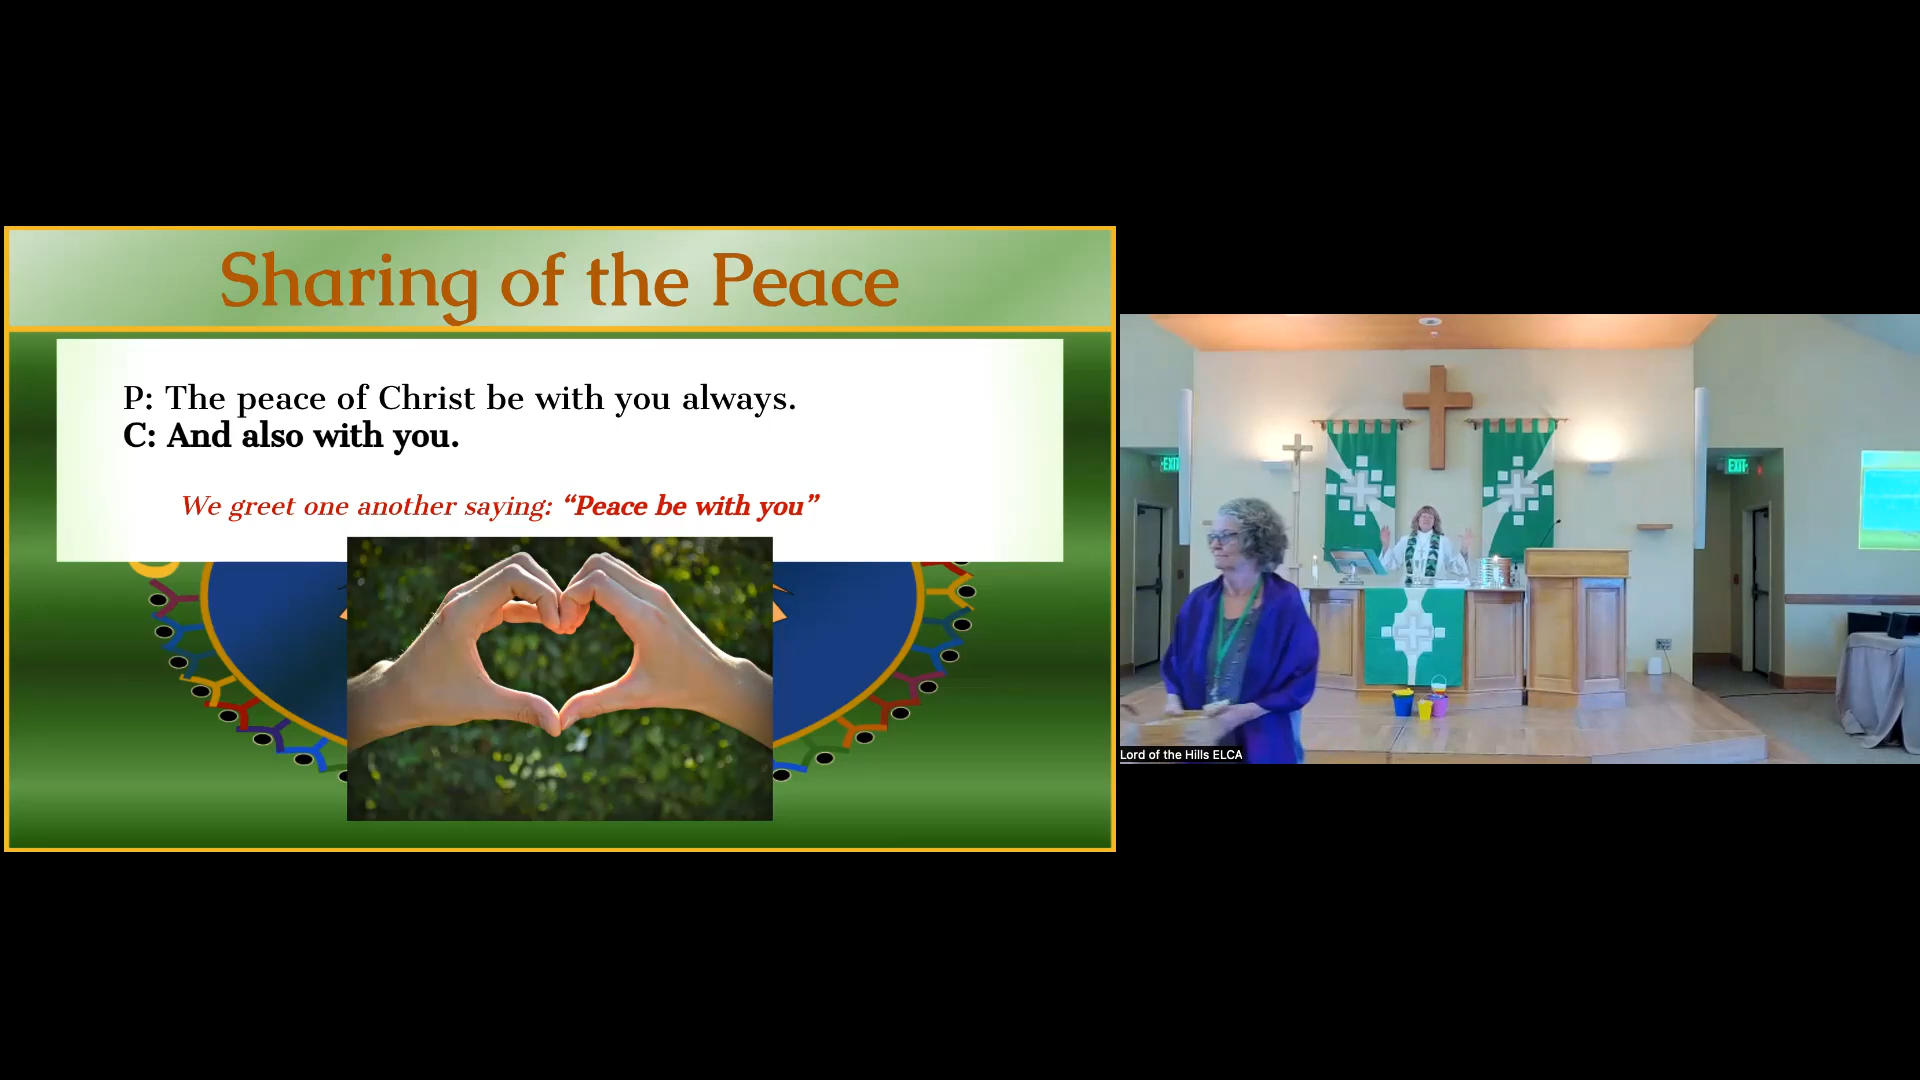 Sharing of the Peace
P: The peace of Christ be with you always.
C: And also with you.
We greet one another saying: “Peace be with you”
EXIT
EXIT
Lord of the Hills ELCA